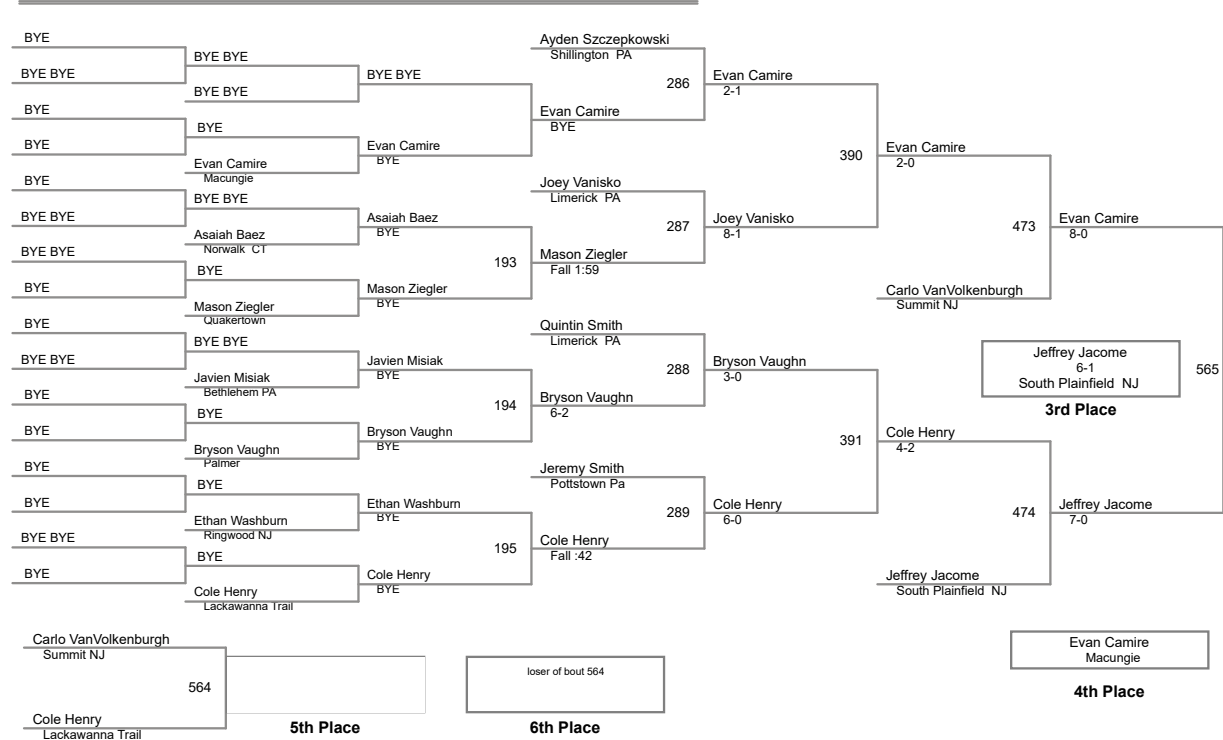 BYE
BYE BYE
BYE
BYE
BYE
BYE BYE
BYE BYE
BYE
BYE
BYE BYE
BYE
BYE
BYE
BYE
BYE BYE
BYE
BYE BYE
BYE BYE
BYE
Evan Camire
Macungie
BYE BYE
Asaiah Baez
Norwalk CT
BYE
Mason Ziegler
Quakertown
BYE BYE
Javien Misiak
Bethlehem PA
BYE
Bryson Vaughn
Palmer
BYE
Ethan Washburn
Ringwood NJ
BYE
Cole Henry
Lackawanna Trail
BYE BYE
Evan Camire
BYE
Asaiah Baez
BYE
193
Mason Ziegler
BYE
Javien Misiak
BYE
194
Bryson Vaughn
BYE
Ethan Washburn
BYE
195
Cole Henry
BYE
Ayden Szczepkowski
Shillington PA
286
Evan Camire
BYE
Joey Vanisko
Limerick PA
287
Mason Ziegler
Fall 1:59
Quintin Smith
Limerick PA
288
Bryson Vaughn
6-2
Jeremy Smith
Pottstown Pa
289
Cole Henry
Fall :42
Evan Camire
2-1
390
Joey Vanisko
8-1
Bryson Vaughn
3-0
391
Cole Henry
6-0
Evan Camire
2-0
473
Carlo VanVolkenburgh
Summit NJ
Cole Henry
4-2
474
Jeffrey Jacome
South Plainfield NJ
Evan Camire
8-0
565
Jeffrey Jacome
7-0
Jeffrey Jacome
6-1
South Plainfield NJ
3rd Place
Evan Camire
Macungie
4th Place
Carlo VanVolkenburgh
Summit NJ
564
Cole Henry
Lackawanna Trail
5th Place
loser of bout 564
6th Place